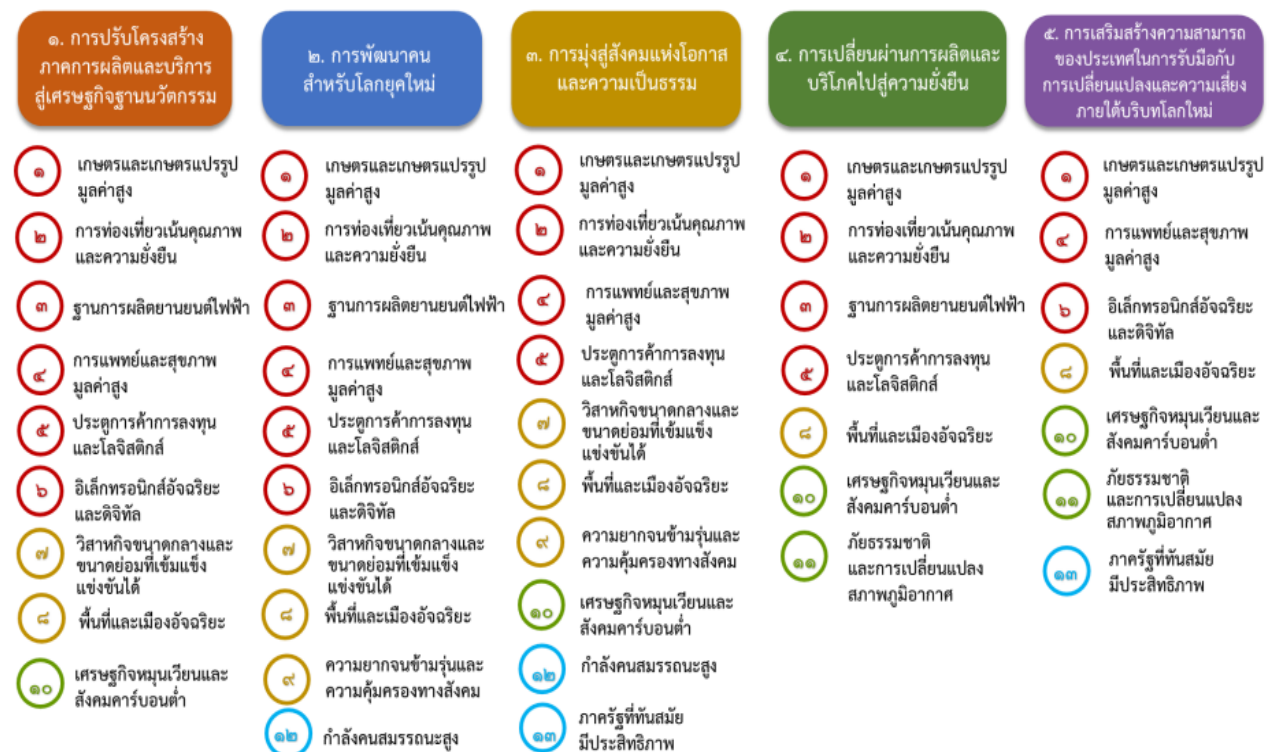 ๑. การปรับโครงสร้าง
ภาคการผลิตและบริการ
สู่เศรษฐกิจฐานนวัตกรรม
๑
เกษตรและเกษตรแปรรูป
มูลค่าสูง
๒
การท่องเที่ยวเน้นคุณภาพ
และความยั่งยืน
๓
ฐานการผลิตยานยนต์ไฟฟ้า
๔
การแพทย์และสุขภาพ
มูลค่าสูง
๕
ประตูการค้าการลงทุน
และโลจิสติกส์
๖
อิเล็กทรอนิกส์อัจฉริยะ
และดิจิทัล
๗
วิสาหกิจขนาดกลางและ
ขนาดย่อมที่เข้มแข็ง
แข่งขันได้
๘
พื้นที่และเมืองอัจฉริยะ
๑๐
เศรษฐกิจหมุนเวียนและ
สังคมคาร์บอนต่ำ
๒. การพัฒนาคน
สำหรับโลกยุคใหม่
๑
เกษตรและเกษตรแปรรูป
มูลค่าสูง
๒
การท่องเที่ยวเน้นคุณภาพ
และความยั่งยืน
๓
ฐานการผลิตยานยนต์ไฟฟ้า
๔
การแพทย์และสุขภาพ
มูลค่าสูง
๕
ประตูการค้าการลงทุน
และโลจิสติกส์
๖
อิเล็กทรอนิกส์อัจฉริยะ
และดิจิทัล
๗
วิสาหกิจขนาดกลางและ
ขนาดย่อมที่เข้มแข็ง
แข่งขันได้
๘
พื้นที่และเมืองอัจฉริยะ
๙
ความยากจนข้ามรุ่นและ
ความคุ้มครองทางสังคม
๑๒
กำลังคนสมรรถนะสูง
๓. การมุ่งสู่สังคมแห่งโอกาส
และความเป็นธรรม
๑
เกษตรและเกษตรแปรรูป
มูลค่าสูง
๒
การท่องเที่ยวเน้นคุณภาพ
และความยั่งยืน
๔
การแพทย์และสุขภาพ
มูลค่าสูง
๕
ประตูการค้าการลงทุน
และโลจิสติกส์
๗
วิสาหกิจขนาดกลางและ
ขนาดย่อมที่เข้มแข็ง
แข่งขันได้
๘
พื้นที่และเมืองอัจฉริยะ
๙
ความยากจนข้ามรุ่นและ
ความคุ้มครองทางสังคม
๑๐
เศรษฐกิจหมุนเวียนและ
สังคมคาร์บอนต่ำ
๑๒
กำลังคนสมรรถนะสูง
๑๓
ภาครัฐที่ทันสมัย
มีประสิทธิภาพ
๔. การเปลี่ยนผ่านการผลิตและ
บริโภคไปสู่ความยั่งยืน
๑
เกษตรและเกษตรแปรรูป
มูลค่าสูง
๒
การท่องเที่ยวเน้นคุณภาพ
และความยั่งยืน
๓
ฐานการผลิตยานยนต์ไฟฟ้า
๕
ประตูการค้าการลงทุน
และโลจิสติกส์
๘
พื้นที่และเมืองอัจฉริยะ
๑๐
เศรษฐกิจหมุนเวียนและ
สังคมคาร์บอนต่ำ
๑๑
ภัยธรรมชาติ
และการเปลี่ยนแปลง
สภาพภูมิอากาศ
๕. การเสริมสร้างความสามารถ
ของประเทศในการรับมือกับ
การเปลี่ยนแปลงและความเสี่ยง
ภายใต้บริบทโลกใหม่
๑
เกษตรและเกษตรแปรรูป
มูลค่าสูง
๔
การแพทย์และสุขภาพ
มูลค่าสูง
๖
อิเล็กทรอนิกส์อัจฉริยะ
และดิจิทัล
๘
พื้นที่และเมืองอัจฉริยะ
๑๐
เศรษฐกิจหมุนเวียนและ
สังคมคาร์บอนต่ำ
๑๑
ภัยธรรมชาติ
และการเปลี่ยนแปลง
สภาพภูมิอากาศ
๑๓
ภาครัฐที่ทันสมัย
มีประสิทธิภาพ